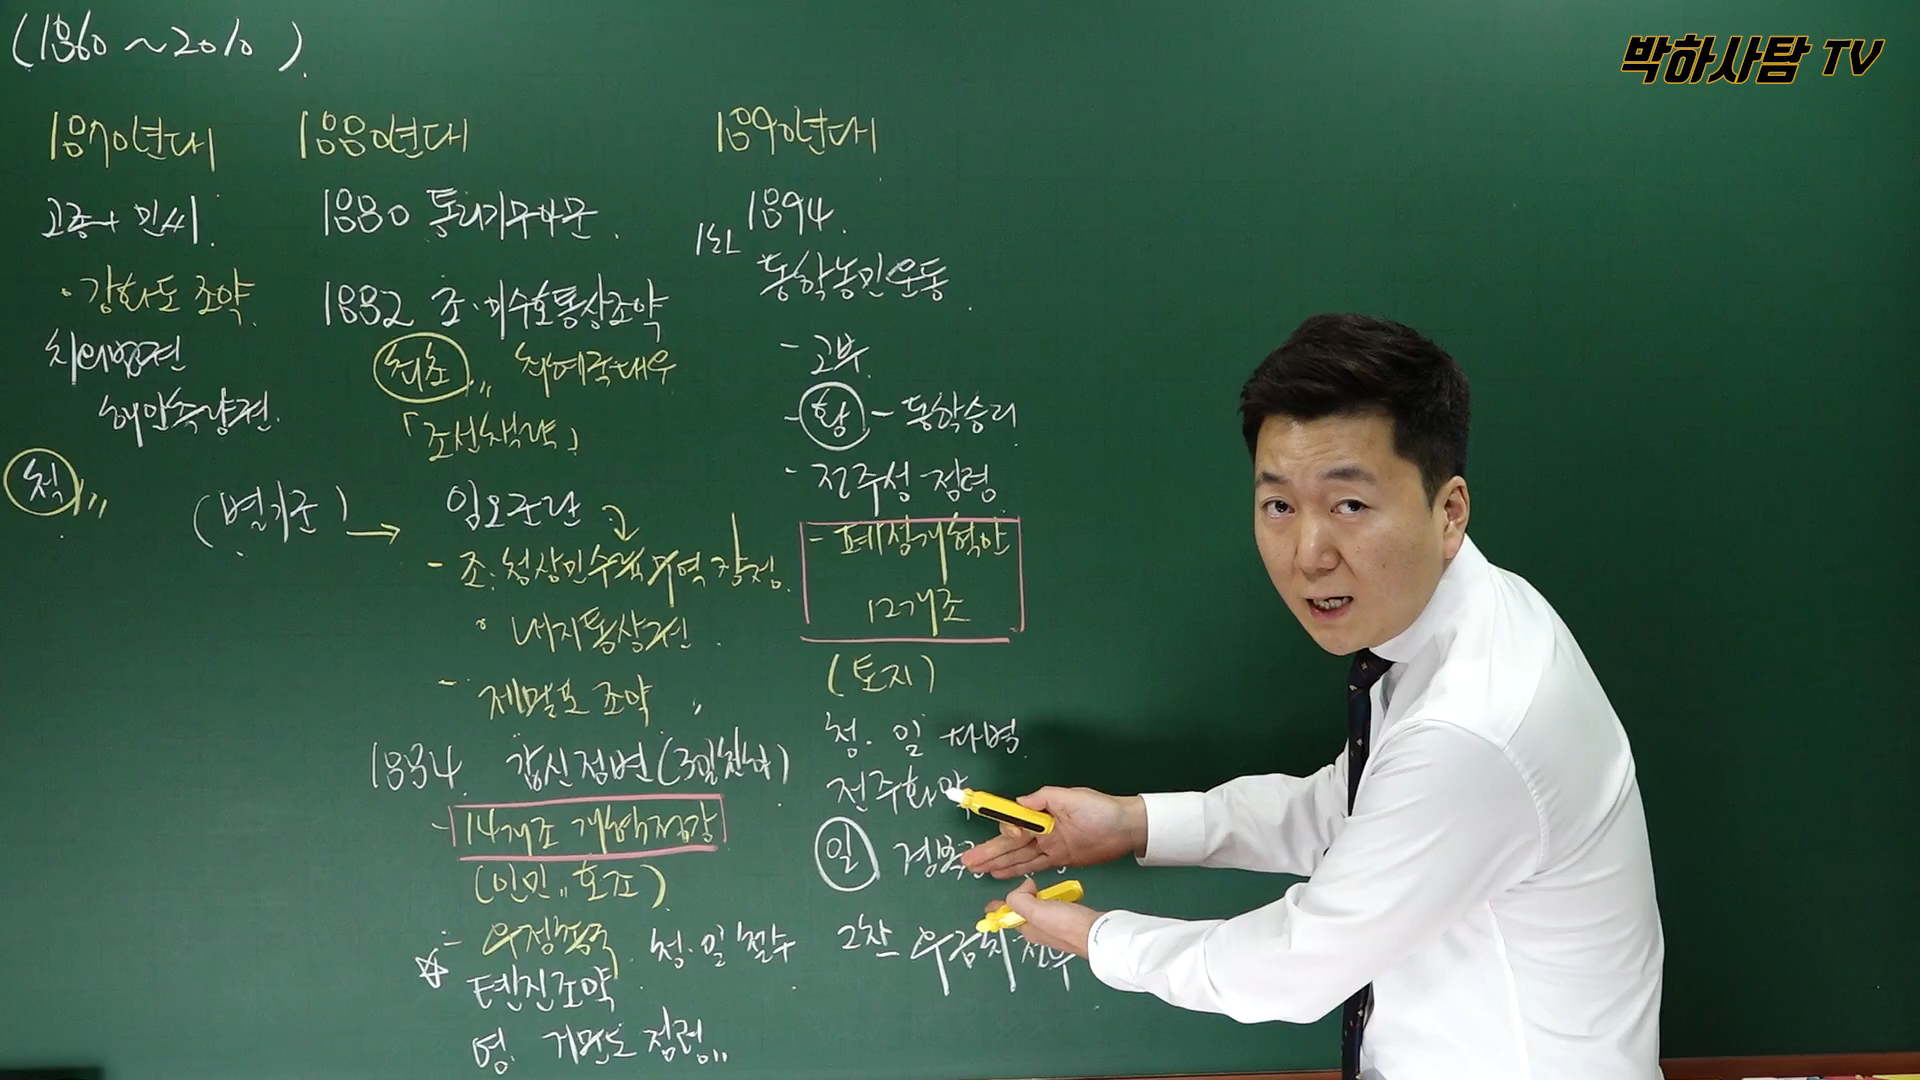 (1860 ~ 2010).
박하사탐 TV
1870년대
고종+민씨.
· 강화도 조약.
치외법권
해안측량권.
척,,
1880년대
1880 통리기무아문.
1882 조·미수호통상조약
최초,, 최혜국대우
「조선책략」
(별기군) → 임오군란
- 조·청상민수륙무역장정.
· 내지통상권.
- 제물포 조약,
1884. 갑신정변(3일천하)
- 14개조 개혁정강
(인민,, 호조)
- 우정총국. 청·일 철수.
☆ 텐진조약.
영. 거문도 점령,,
1890년대
1894.
1차 동학농민운동.
- 고부.
- 황 - 동학승리
- 전주성 점령
- 폐정개혁안
12개조
(토지)
청·일 파병.
전주화약
일 경복궁
2차 우금치 전투